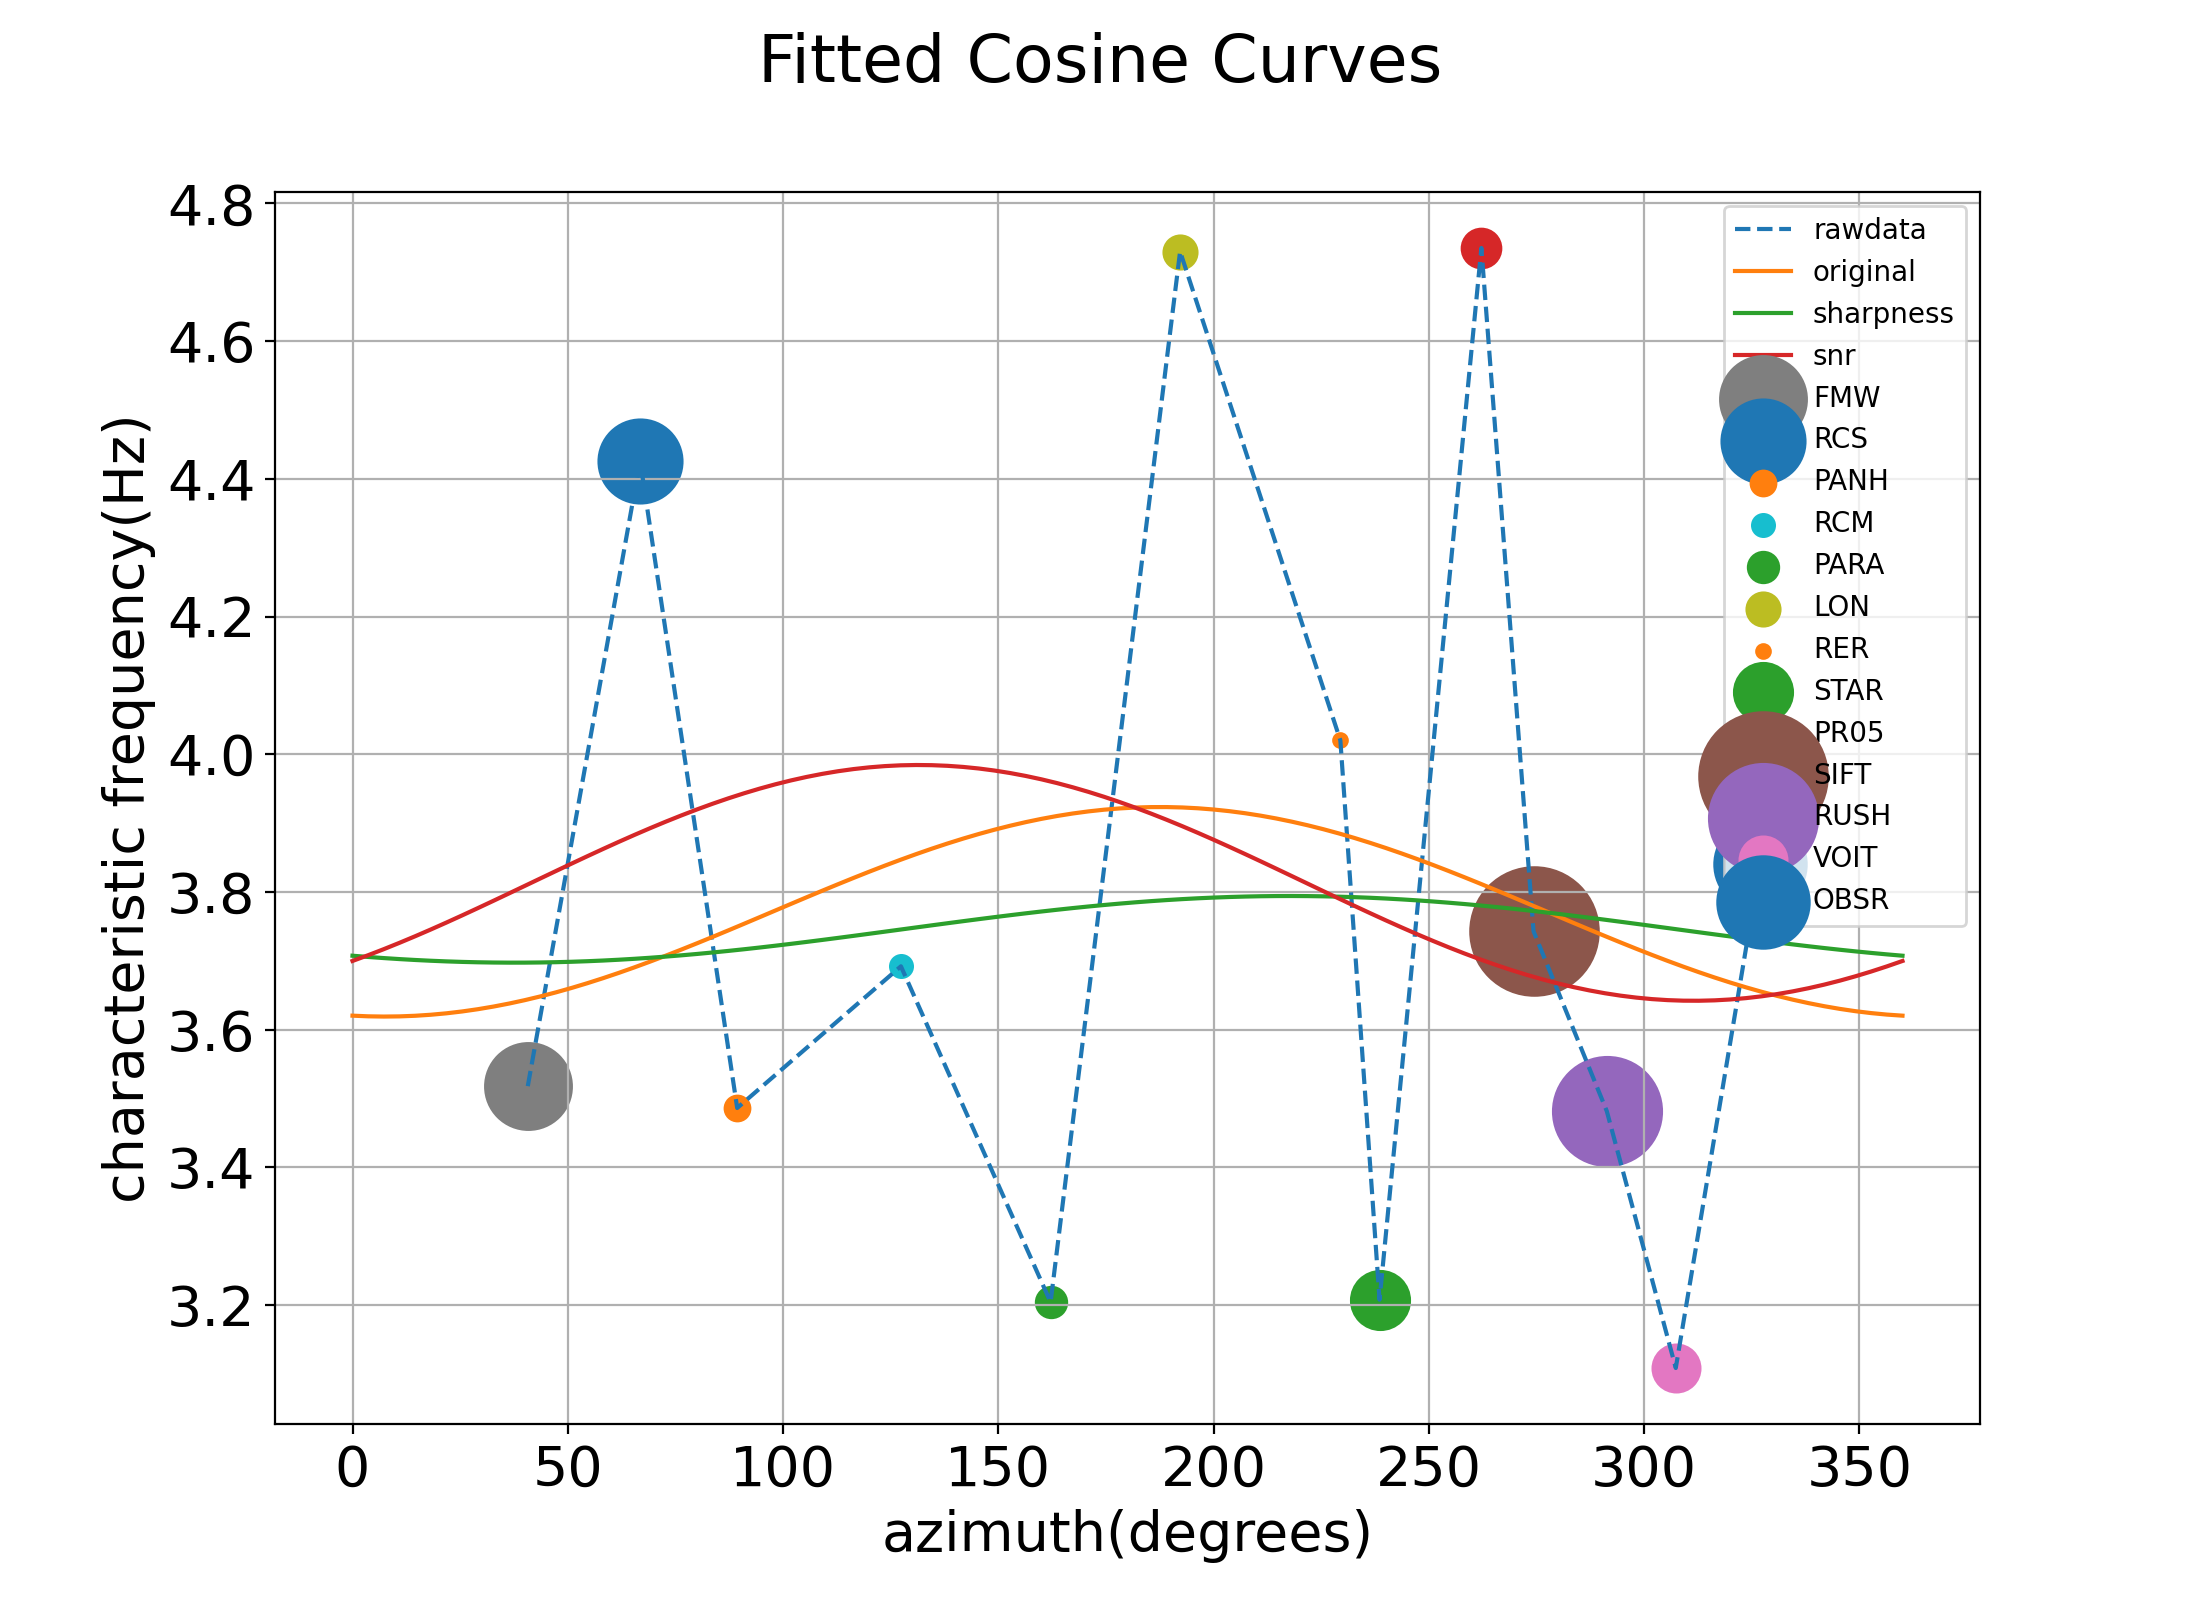 Fitted Cosine Curves
4.8
4.6
4.4
4.2
4.0
3.8
3.6
3.4
3.2
characteristic frequency(Hz)
rawdata
original
sharpness
snr
FMW
RCS
PANH
RCM
PARA
LON
RER
STAR
PR05
SIFT
RUSH
VOIT
OBSR
0 50 100 150 200 250 300 350
azimuth(degrees)